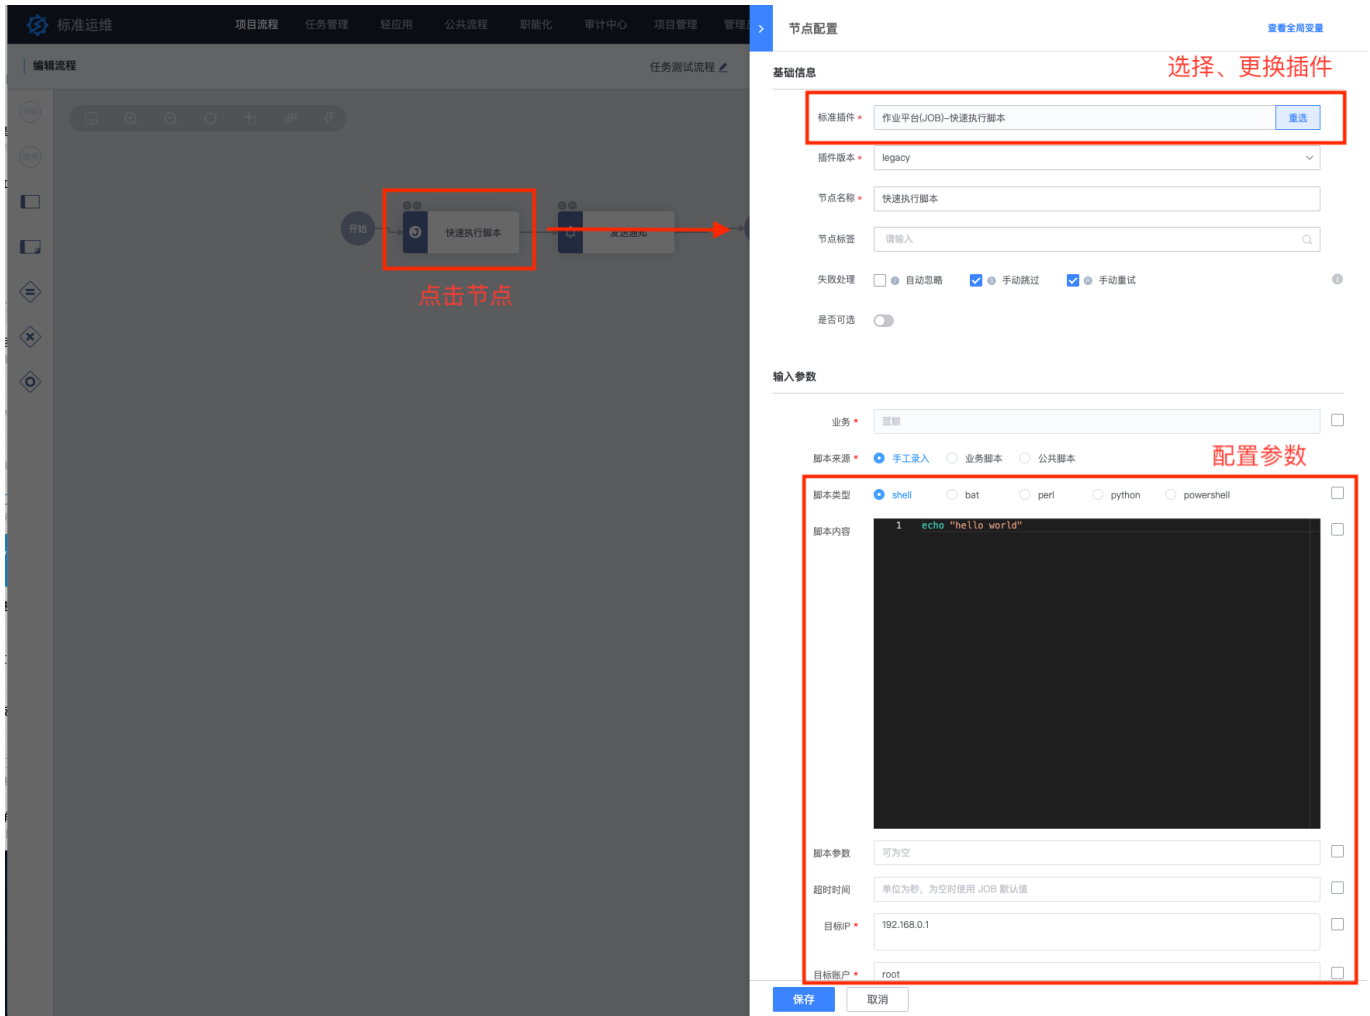 标准运维
项目流程 任务管理 轻应用 公共流程 职能化 审计中心 项目管理
节点配置 查看全局变量
编辑流程 任务测试流程
基础信息 选择、更换插件
开始
结束
标准插件 * 作业平台(JOB)-快速执行脚本 重选
插件版本 * legacy
节点名称 * 快速执行脚本
开始 快速执行脚本 发送通知
点击节点
节点标签 请输入
失败处理 自动忽略 手动跳过 手动重试
是否可选
输入参数
业务 * 蓝鲸
脚本来源 * 手工录入 业务脚本 公共脚本
配置参数
脚本类型 shell bat perl python powershell
脚本内容 1 echo "hello world"
脚本参数 可为空
超时时间 单位为秒，为空时使用 JOB 默认值
目标IP * 192.168.0.1
目标账户 * root
保存 取消